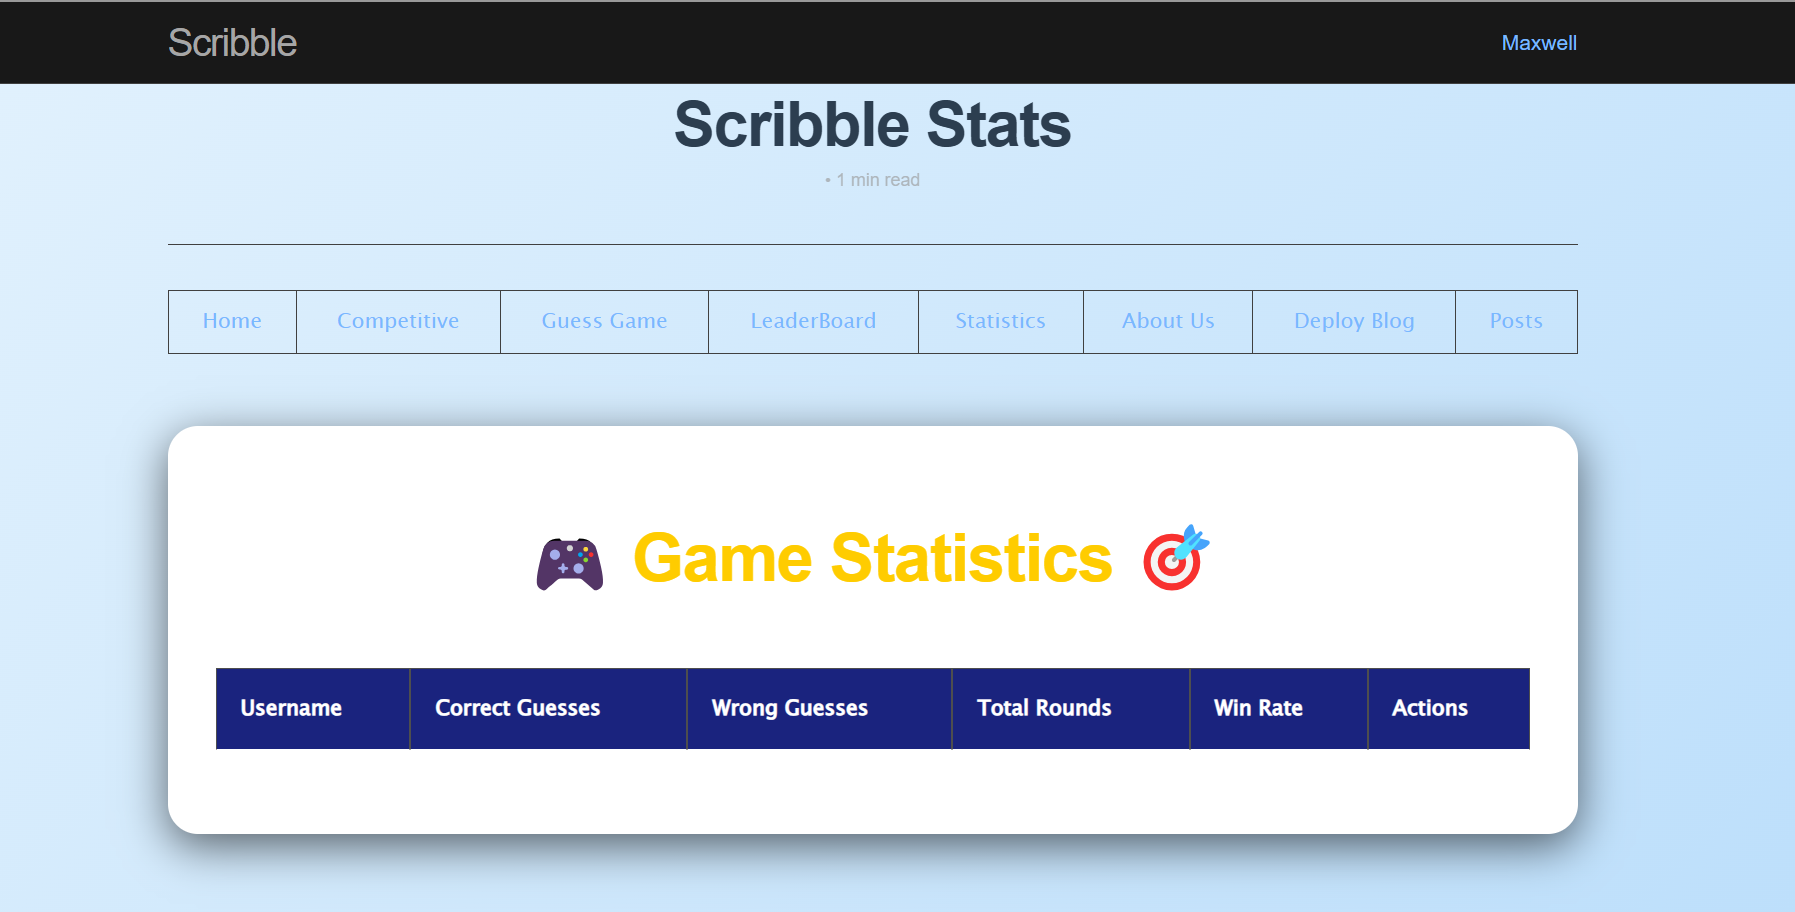 Scribble Maxwell
Scribble Stats
• 1 min read
Home Competitive Guess Game LeaderBoard Statistics About Us Deploy Blog Posts
🎮 Game Statistics 🎯
Username Correct Guesses Wrong Guesses Total Rounds Win Rate Actions